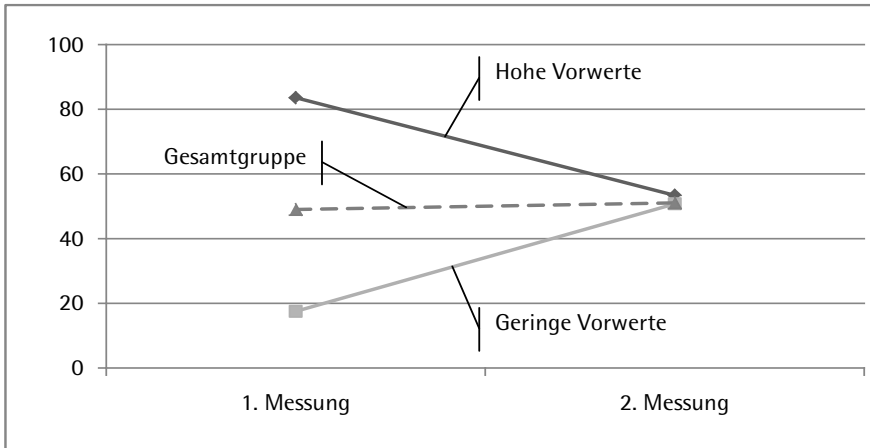 100
80
60
40
20
0
Hohe Vorwerte
Gesamtgruppe
Geringe Vorwerte
1. Messung
2. Messung